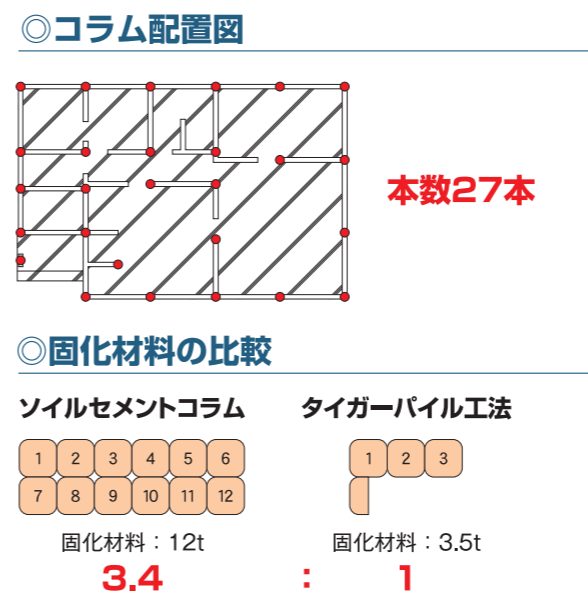 ◎コラム配置図
本数27本
◎固化材料の比較
ソイルセメントコラム
タイガーパイル工法
1 2 3 4 5 6
7 8 9 10 11 12
1 2 3
固化材料：12t
固化材料：3.5t
3.4 : 1